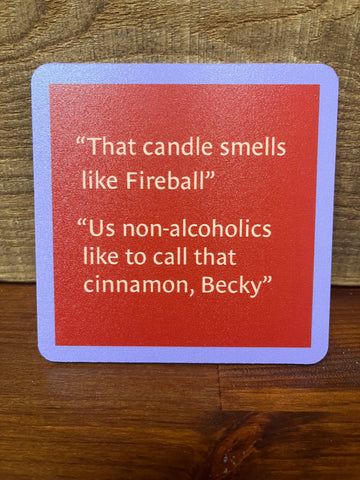 “That candle smells
like Fireball”
“Us non-alcoholics
like to call that
cinnamon, Becky”